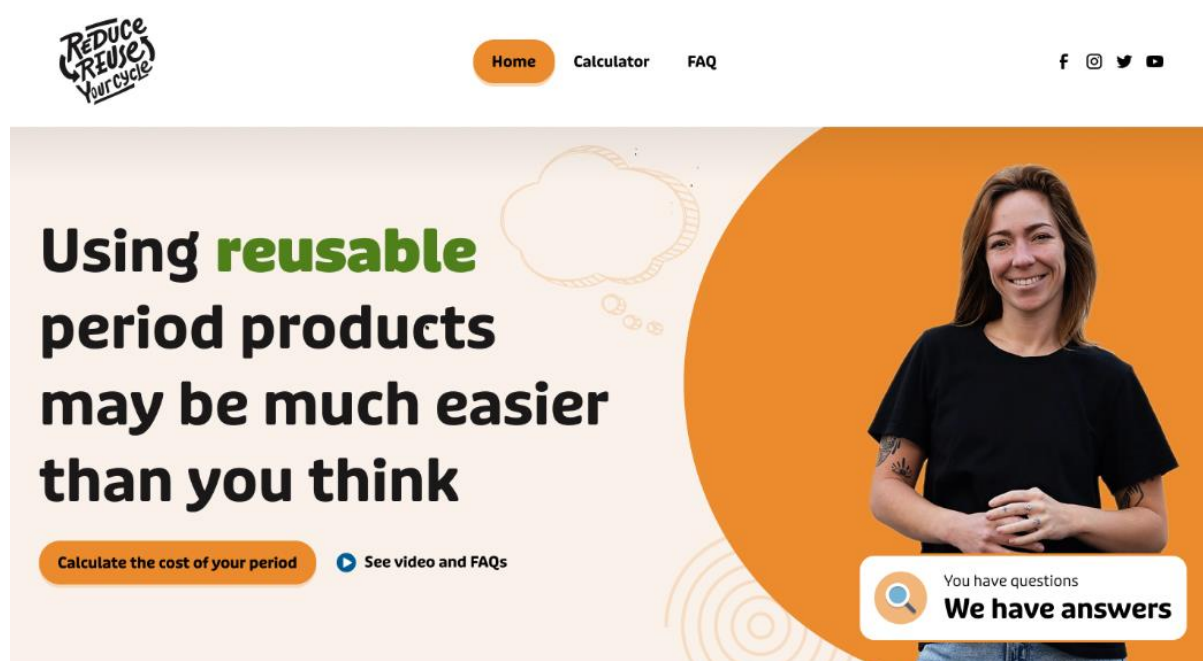 REDUCE
REUSE
YOUR CYCLE
Home
Calculator
FAQ
Using reusable
period products
may be much easier
than you think
Calculate the cost of your period
See video and FAQs
You have questions
We have answers